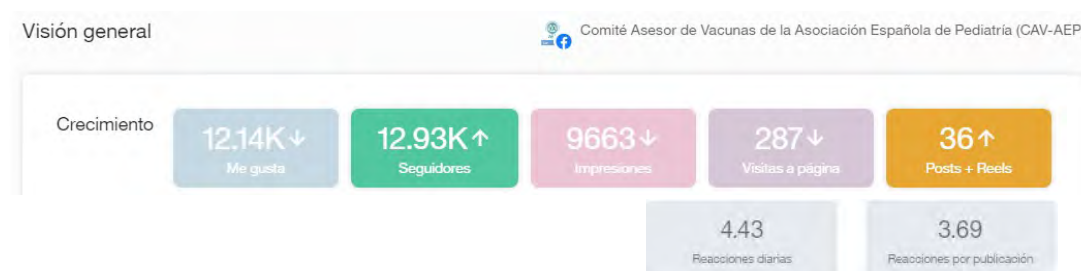 Visión general
Comité Asesor de Vacunas de la Asociación Española de Pediatría (CAV-AEP
Crecimiento
12.14K↓
Me gusta
12.93K↑
Seguidores
9663↓
Impresiones
287↓
Visitas a página
36↑
Posts + Reels
4.43
Reacciones diarias
3.69
Reacciones por publicación